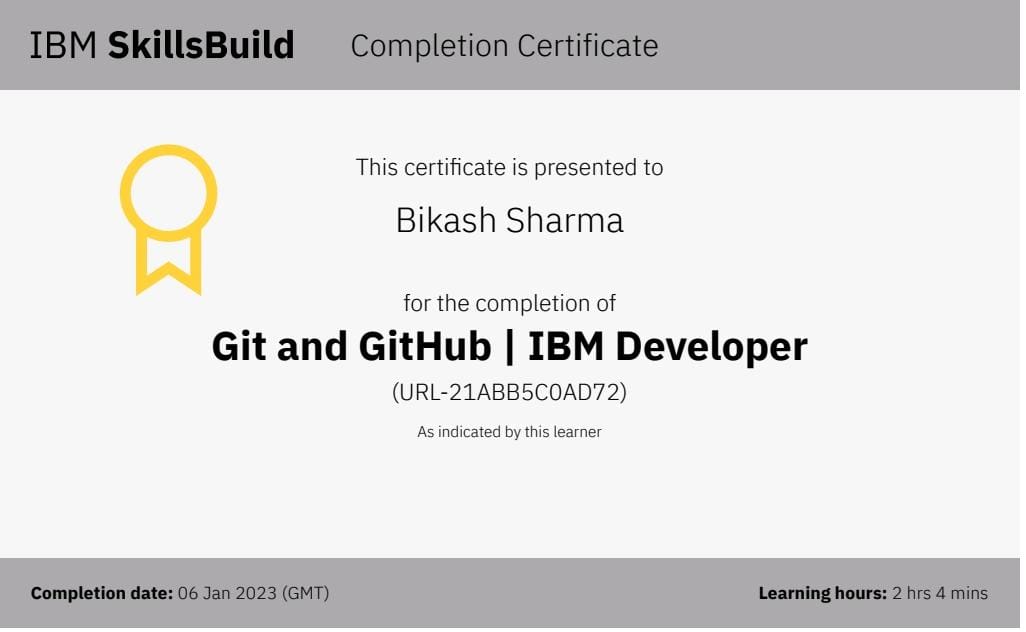 IBM SkillsBuild Completion Certificate
This certificate is presented to
Bikash Sharma
for the completion of
Git and GitHub | IBM Developer
(URL-21ABB5C0AD72)
As indicated by this learner
Completion date: 06 Jan 2023 (GMT) Learning hours: 2 hrs 4 mins